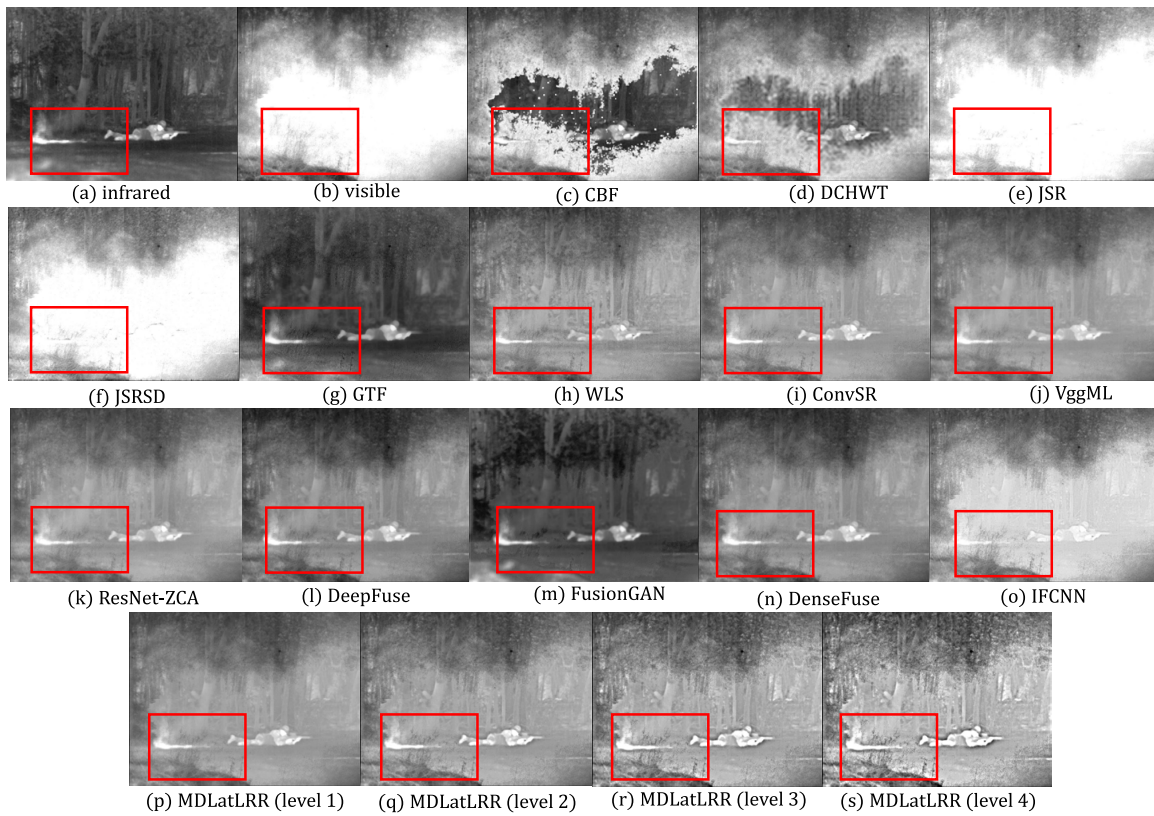 (a) infrared
(b) visible
(c) CBF
(d) DCHWT
(e) JSR
(f) JSRSD
(g) GTF
(h) WLS
(i) ConvSR
(j) VggML
(k) ResNet-ZCA
(l) DeepFuse
(m) FusionGAN
(n) DenseFuse
(o) IFCNN
(p) MDLatLRR (level 1)
(q) MDLatLRR (level 2)
(r) MDLatLRR (level 3)
(s) MDLatLRR (level 4)